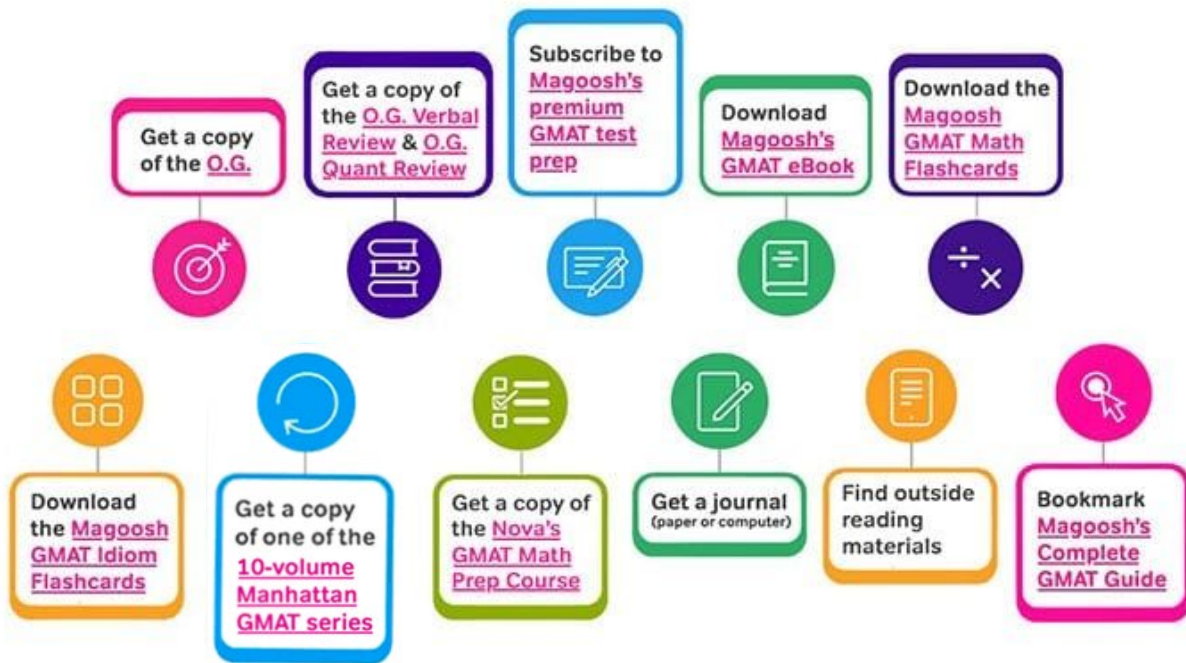 Get a copy
of the O.G.
Get a copy of
the O.G. Verbal
Review & O.G.
Quant Review
Subscribe to
Magoosh's
premium
GMAT test
prep
Download
Magoosh's
GMAT eBook
Download the
Magoosh
GMAT Math
Flashcards
Download
the Magoosh
GMAT Idiom
Flashcards
Get a copy
of one of the
10-volume
Manhattan
GMAT series
Get a copy of
the Nova's
GMAT Math
Prep Course
Get a journal
(paper or computer)
Find outside
reading
materials
Bookmark
Magoosh's
Complete
GMAT Guide